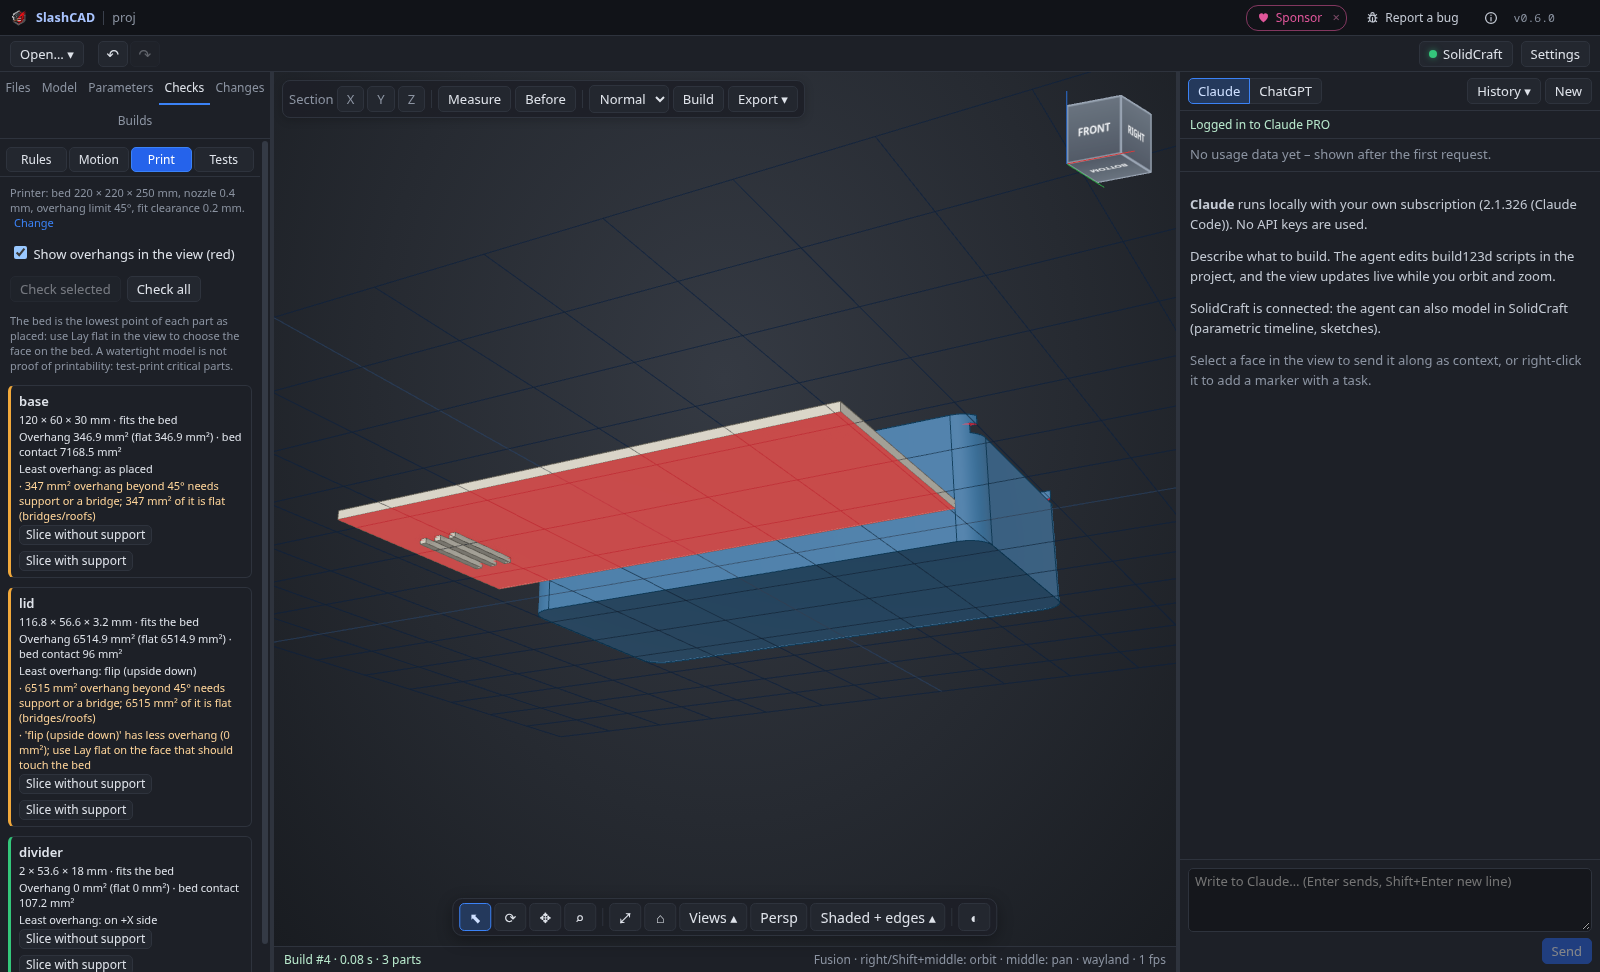 SlashCAD proj
Sponsor × Report a bug v0.6.0
Open... ▾ ↶ ↷ SolidCraft Settings
Files Model Parameters Checks Changes
Builds
Rules Motion Print Tests
Printer: bed 220 × 220 × 250 mm, nozzle 0.4
mm, overhang limit 45°, fit clearance 0.2 mm.
Change
Show overhangs in the view (red)
Check selected Check all
The bed is the lowest point of each part as
placed: use Lay flat in the view to choose the
face on the bed. A watertight model is not
proof of printability: test-print critical parts.
base
120 × 60 × 30 mm · fits the bed
Overhang 346.9 mm² (flat 346.9 mm²) · bed
contact 7168.5 mm²
Least overhang: as placed
· 347 mm² overhang beyond 45° needs
support or a bridge; 347 mm² of it is flat
(bridges/roofs)
Slice without support
Slice with support
lid
116.8 × 56.6 × 3.2 mm · fits the bed
Overhang 6514.9 mm² (flat 6514.9 mm²) ·
bed contact 96 mm²
Least overhang: flip (upside down)
· 6515 mm² overhang beyond 45° needs
support or a bridge; 6515 mm² of it is flat
(bridges/roofs)
· 'flip (upside down)' has less overhang (0
mm²); use Lay flat on the face that should
touch the bed
Slice without support
Slice with support
divider
2 × 53.6 × 18 mm · fits the bed
Overhang 0 mm² (flat 0 mm²) · bed contact
107.2 mm²
Least overhang: on +X side
Slice without support
Slice with support
Section X Y Z Measure Before Normal Build Export ▾
FRONT RIGHT
BOTTOM
Views ▴ Persp Shaded + edges ▴
Build #4 · 0.08 s · 3 parts
Fusion · right/Shift+middle: orbit · middle: pan · wayland · 1 fps
Claude ChatGPT History ▾ New
Logged in to Claude PRO
No usage data yet – shown after the first request.
Claude runs locally with your own subscription (2.1.326 (Claude
Code)). No API keys are used.
Describe what to build. The agent edits build123d scripts in the
project, and the view updates live while you orbit and zoom.
SolidCraft is connected: the agent can also model in SolidCraft
(parametric timeline, sketches).
Select a face in the view to send it along as context, or right-click
it to add a marker with a task.
Write to Claude... (Enter sends, Shift+Enter new line)
Send